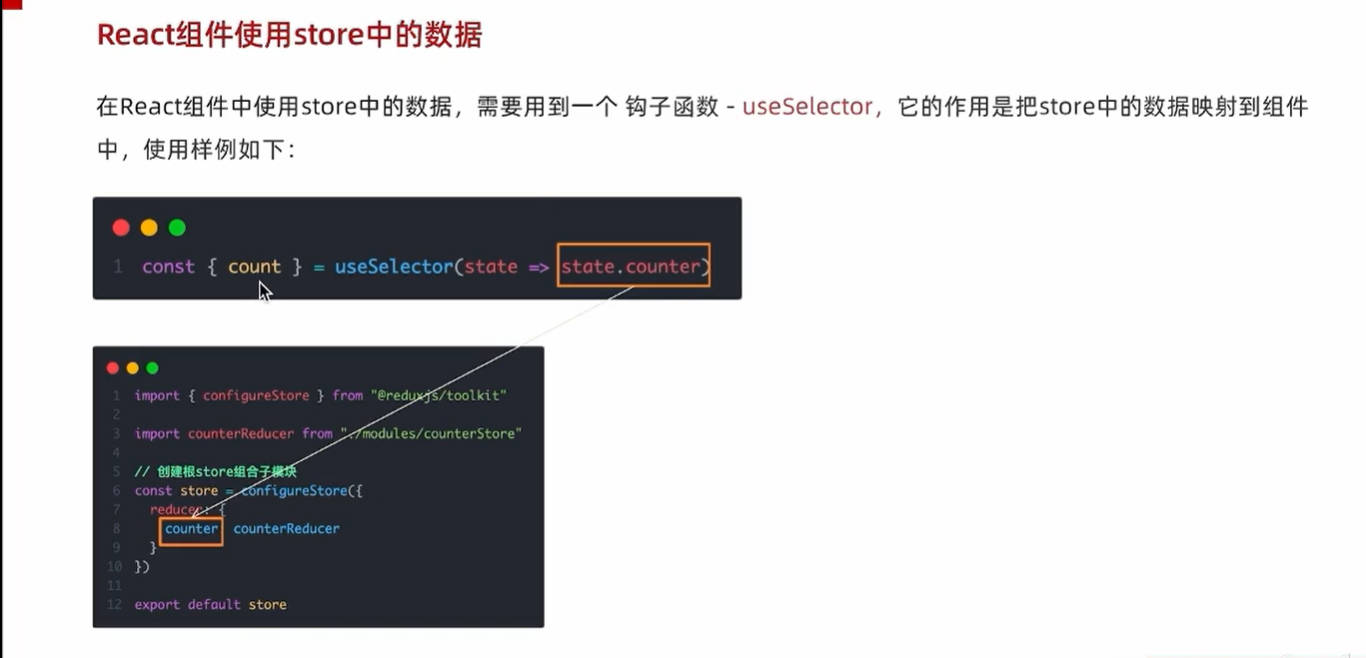 React组件使用store中的数据
在React组件中使用store中的数据，需要用到一个 钩子函数 - useSelector，它的作用是把store中的数据映射到组件
中，使用样例如下：
1 const { count } = useSelector(state => state.counter)
1 import { configureStore } from "@reduxjs/toolkit"
2
3 import counterReducer from "./modules/counterStore"
4
5 // 创建根store组合子模块
6 const store = configureStore({
7 reducer: {
8 counter counterReducer
9 }
10 })
11
12 export default store